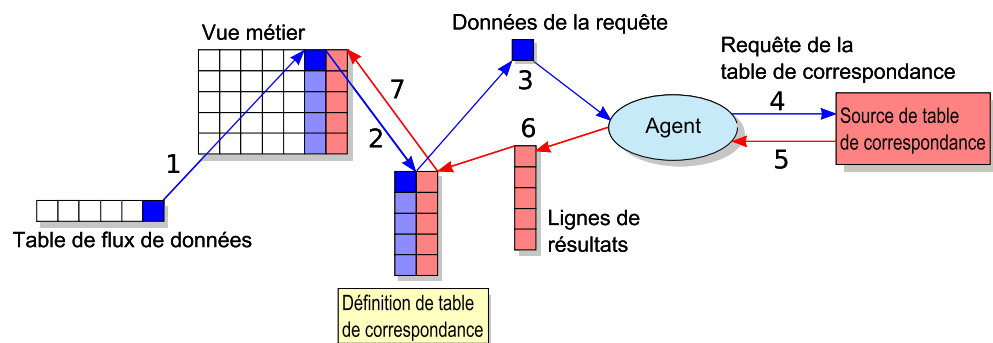 Données de la requête
Vue métier
Requête de la
table de correspondance
7
3
4
6
Agent
Source de table
de correspondance
2
1
5
Lignes de
résultats
Table de flux de données
Définition de table
de correspondance